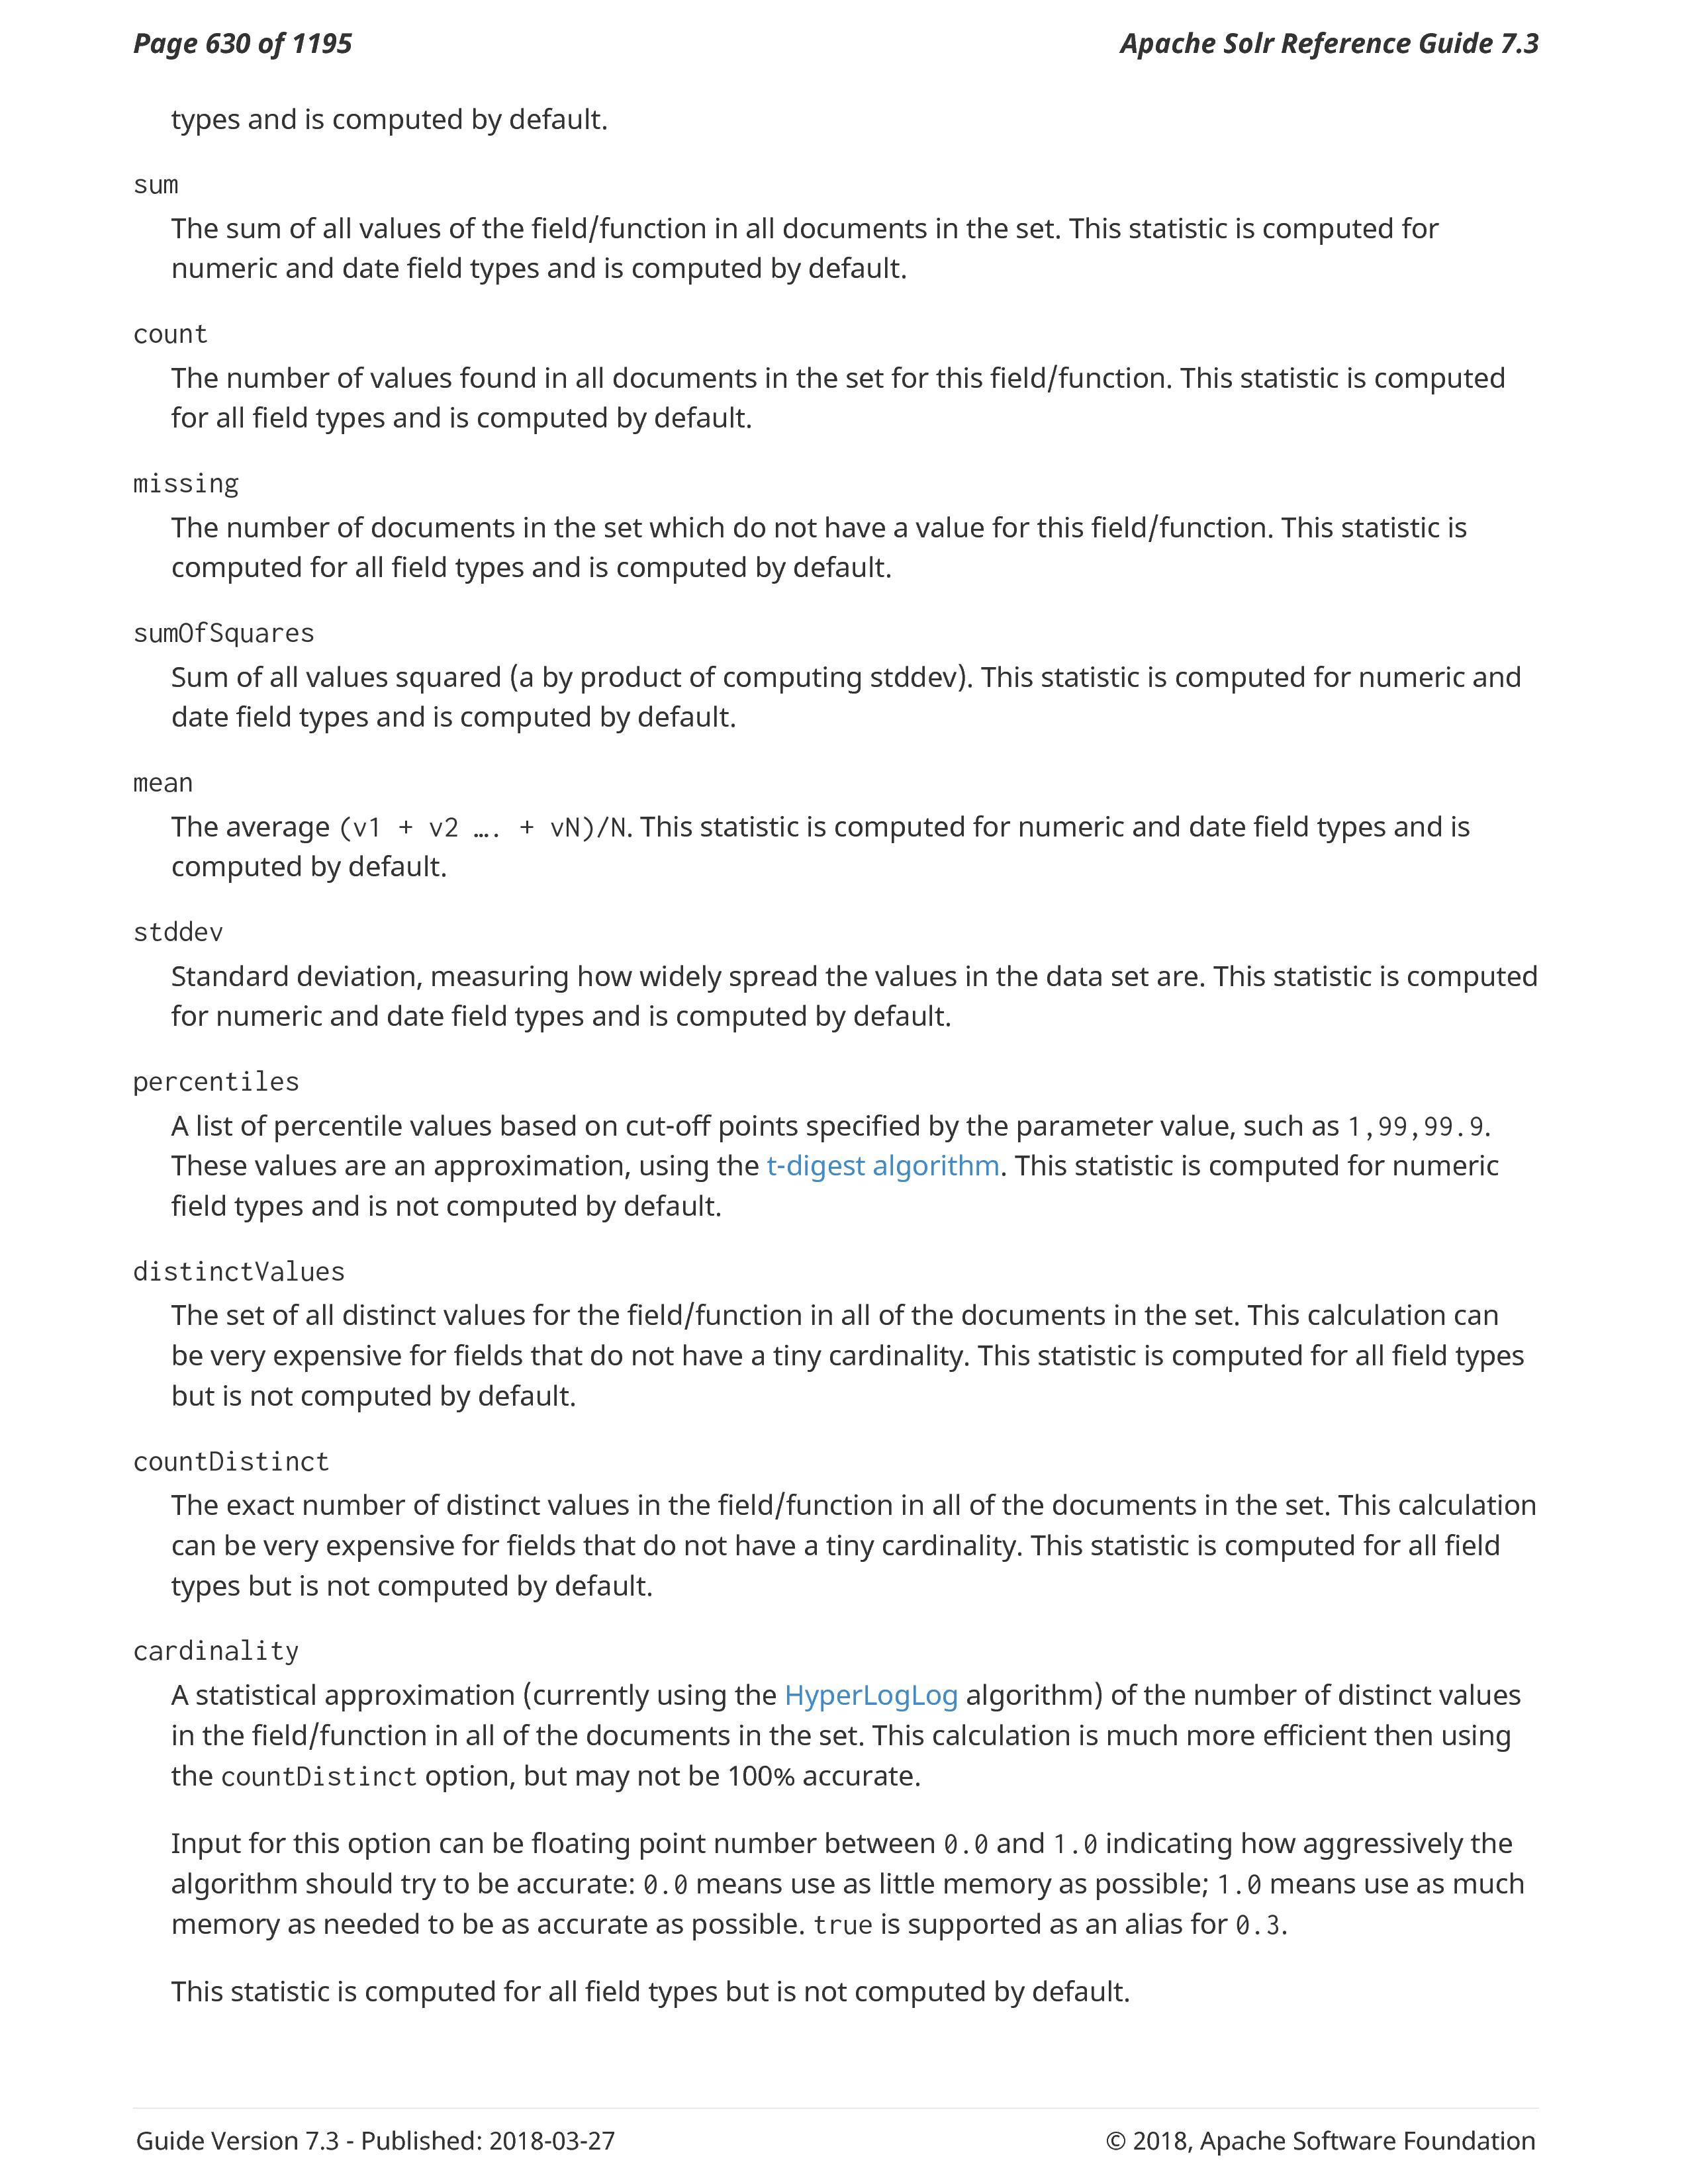 Page 630 of 1195
Apache Solr Reference Guide 7.3
types and is computed by default.
sum
The sum of all values of the field/function in all documents in the set. This statistic is computed for
numeric and date field types and is computed by default.
count
The number of values found in all documents in the set for this field/function. This statistic is computed
for all field types and is computed by default.
missing
The number of documents in the set which do not have a value for this field/function. This statistic is
computed for all field types and is computed by default.
sumOfSquares
Sum of all values squared (a by product of computing stddev). This statistic is computed for numeric and
date field types and is computed by default.
mean
The average (v1 + v2 …. + vN)/N. This statistic is computed for numeric and date field types and is
computed by default.
stddev
Standard deviation, measuring how widely spread the values in the data set are. This statistic is computed
for numeric and date field types and is computed by default.
percentiles
A list of percentile values based on cut-off points specified by the parameter value, such as 1,99,99.9.
These values are an approximation, using the t-digest algorithm. This statistic is computed for numeric
field types and is not computed by default.
distinctValues
The set of all distinct values for the field/function in all of the documents in the set. This calculation can
be very expensive for fields that do not have a tiny cardinality. This statistic is computed for all field types
but is not computed by default.
countDistinct
The exact number of distinct values in the field/function in all of the documents in the set. This calculation
can be very expensive for fields that do not have a tiny cardinality. This statistic is computed for all field
types but is not computed by default.
cardinality
A statistical approximation (currently using the HyperLogLog algorithm) of the number of distinct values
in the field/function in all of the documents in the set. This calculation is much more efficient then using
the countDistinct option, but may not be 100% accurate.
Input for this option can be floating point number between 0.0 and 1.0 indicating how aggressively the
algorithm should try to be accurate: 0.0 means use as little memory as possible; 1.0 means use as much
memory as needed to be as accurate as possible. true is supported as an alias for 0.3.
This statistic is computed for all field types but is not computed by default.
Guide Version 7.3 - Published: 2018-03-27
© 2018, Apache Software Foundation